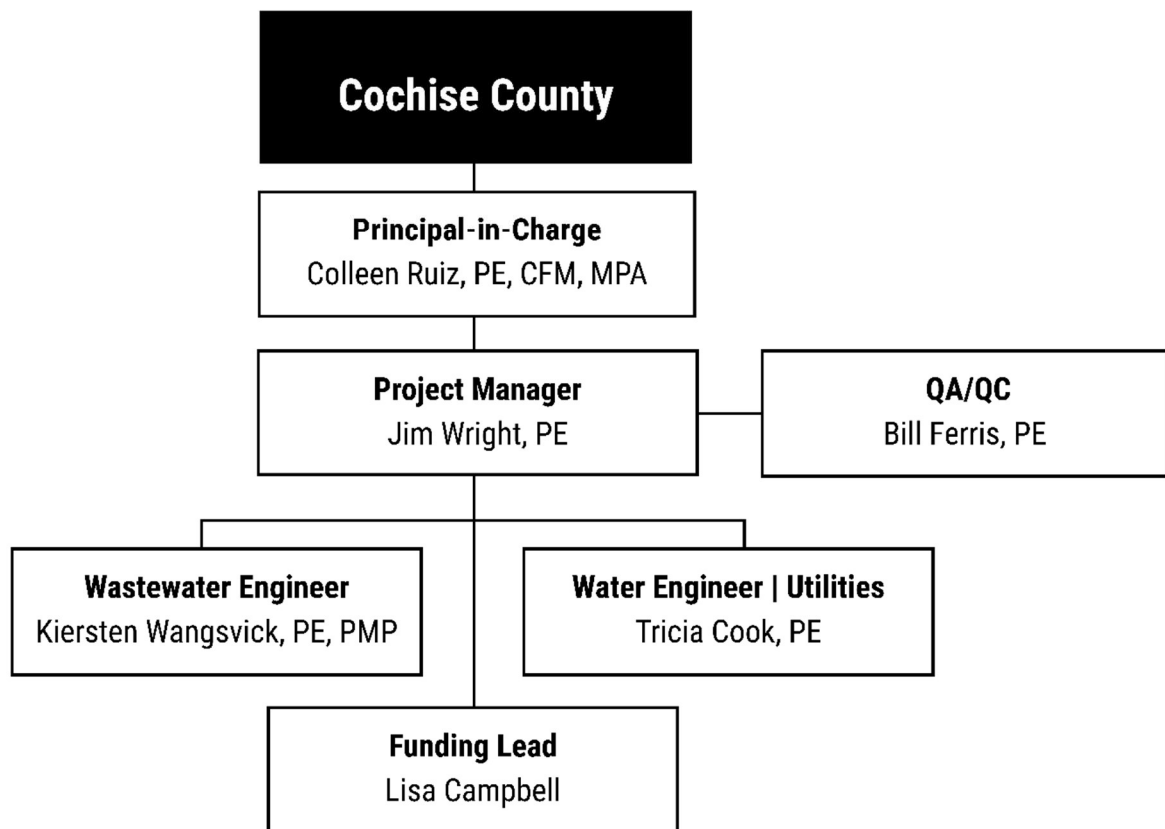 Cochise County
Principal-in-Charge
Colleen Ruiz, PE, CFM, MPA
Project Manager
Jim Wright, PE
QA/QC
Bill Ferris, PE
Wastewater Engineer
Kiersten Wangsvick, PE, PMP
Water Engineer | Utilities
Tricia Cook, PE
Funding Lead
Lisa Campbell